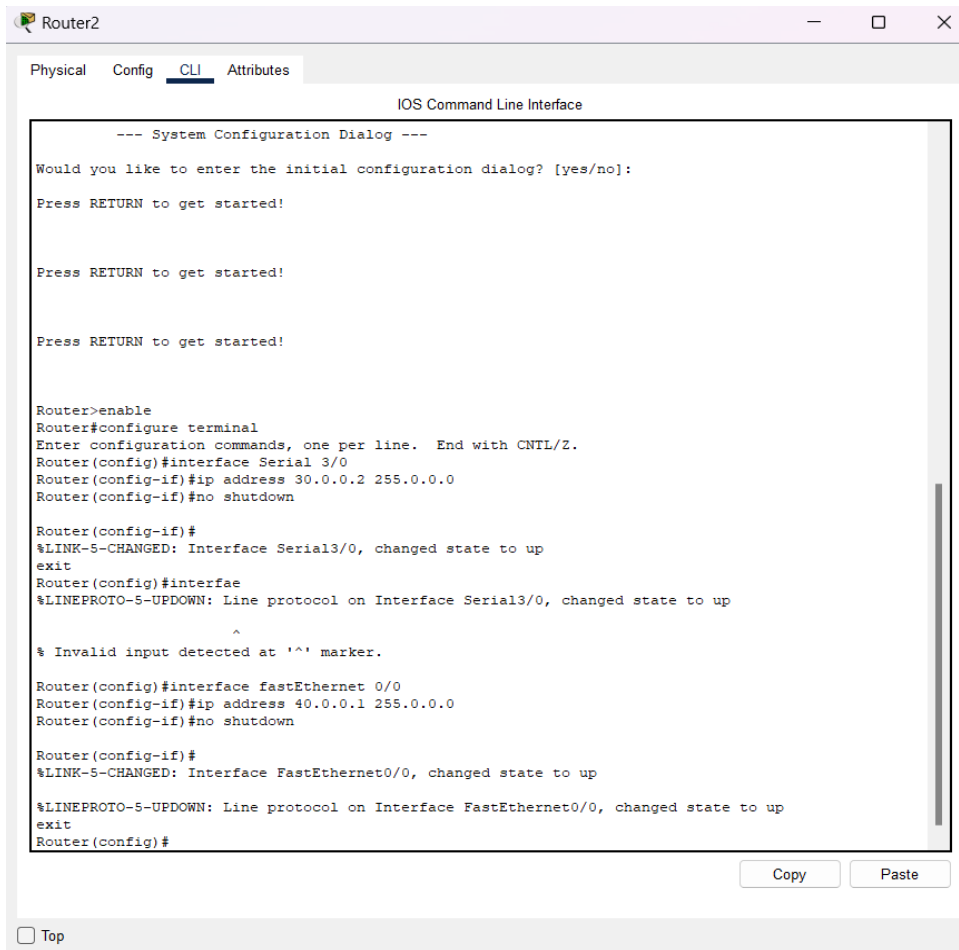 Router2
Physical Config CLI Attributes
IOS Command Line Interface
--- System Configuration Dialog ---
Would you like to enter the initial configuration dialog? [yes/no]:
Press RETURN to get started!
Press RETURN to get started!
Press RETURN to get started!
Router>enable
Router#configure terminal
Enter configuration commands, one per line.  End with CNTL/Z.
Router(config)#interface Serial 3/0
Router(config-if)#ip address 30.0.0.2 255.0.0.0
Router(config-if)#no shutdown
Router(config-if)#
%LINK-5-CHANGED: Interface Serial3/0, changed state to up
exit
Router(config)#interfae
%LINEPROTO-5-UPDOWN: Line protocol on Interface Serial3/0, changed state to up
^
% Invalid input detected at '^' marker.
Router(config)#interface fastEthernet 0/0
Router(config-if)#ip address 40.0.0.1 255.0.0.0
Router(config-if)#no shutdown
Router(config-if)#
%LINK-5-CHANGED: Interface FastEthernet0/0, changed state to up
%LINEPROTO-5-UPDOWN: Line protocol on Interface FastEthernet0/0, changed state to up
exit
Router(config)#
Copy Paste
Top